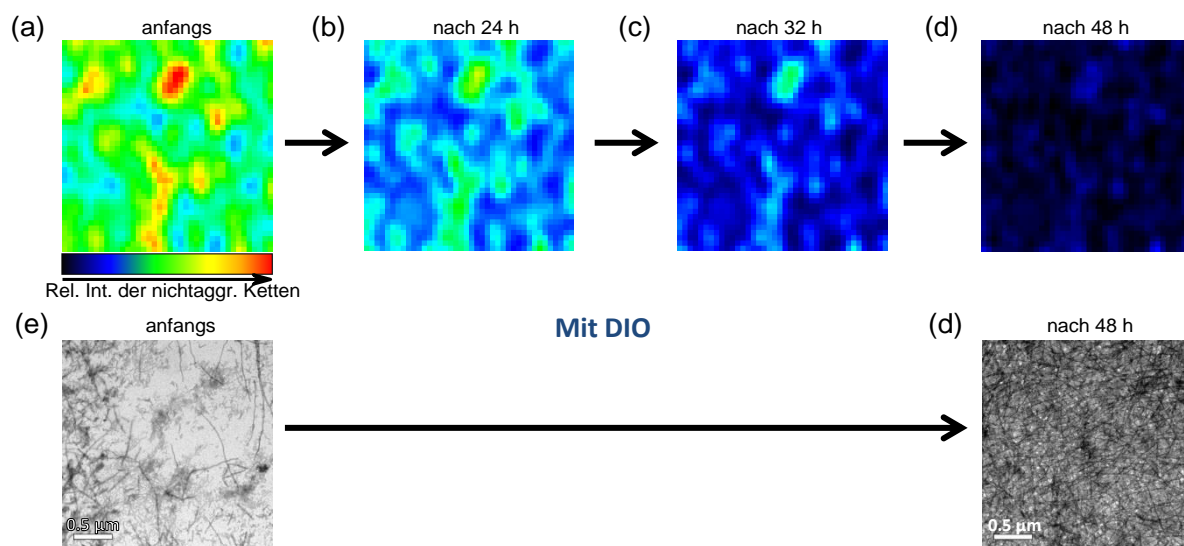 (a) anfangs
(b) nach 24 h
(c) nach 32 h
(d) nach 48 h
Rel. Int. der nichtaggr. Ketten
(e) anfangs
Mit DIO
(d) nach 48 h
0.5 µm
0.5 µm